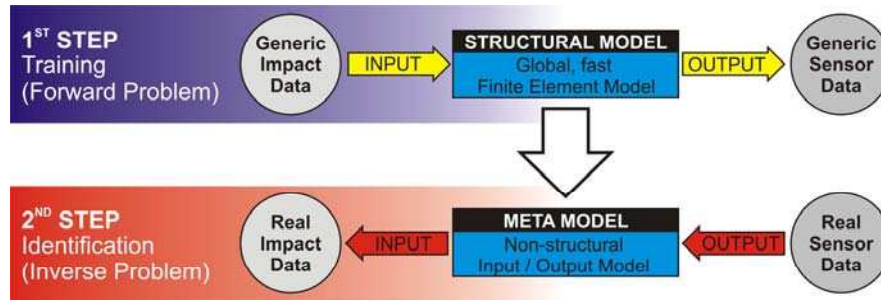 1ST STEP
Training
(Forward Problem)
Generic
Impact
Data
INPUT
STRUCTURAL MODEL
Global, fast
Finite Element Model
OUTPUT
Generic
Sensor
Data
2ND STEP
Identification
(Inverse Problem)
Real
Impact
Data
INPUT
META MODEL
Non-structural
Input / Output Model
OUTPUT
Real
Sensor
Data